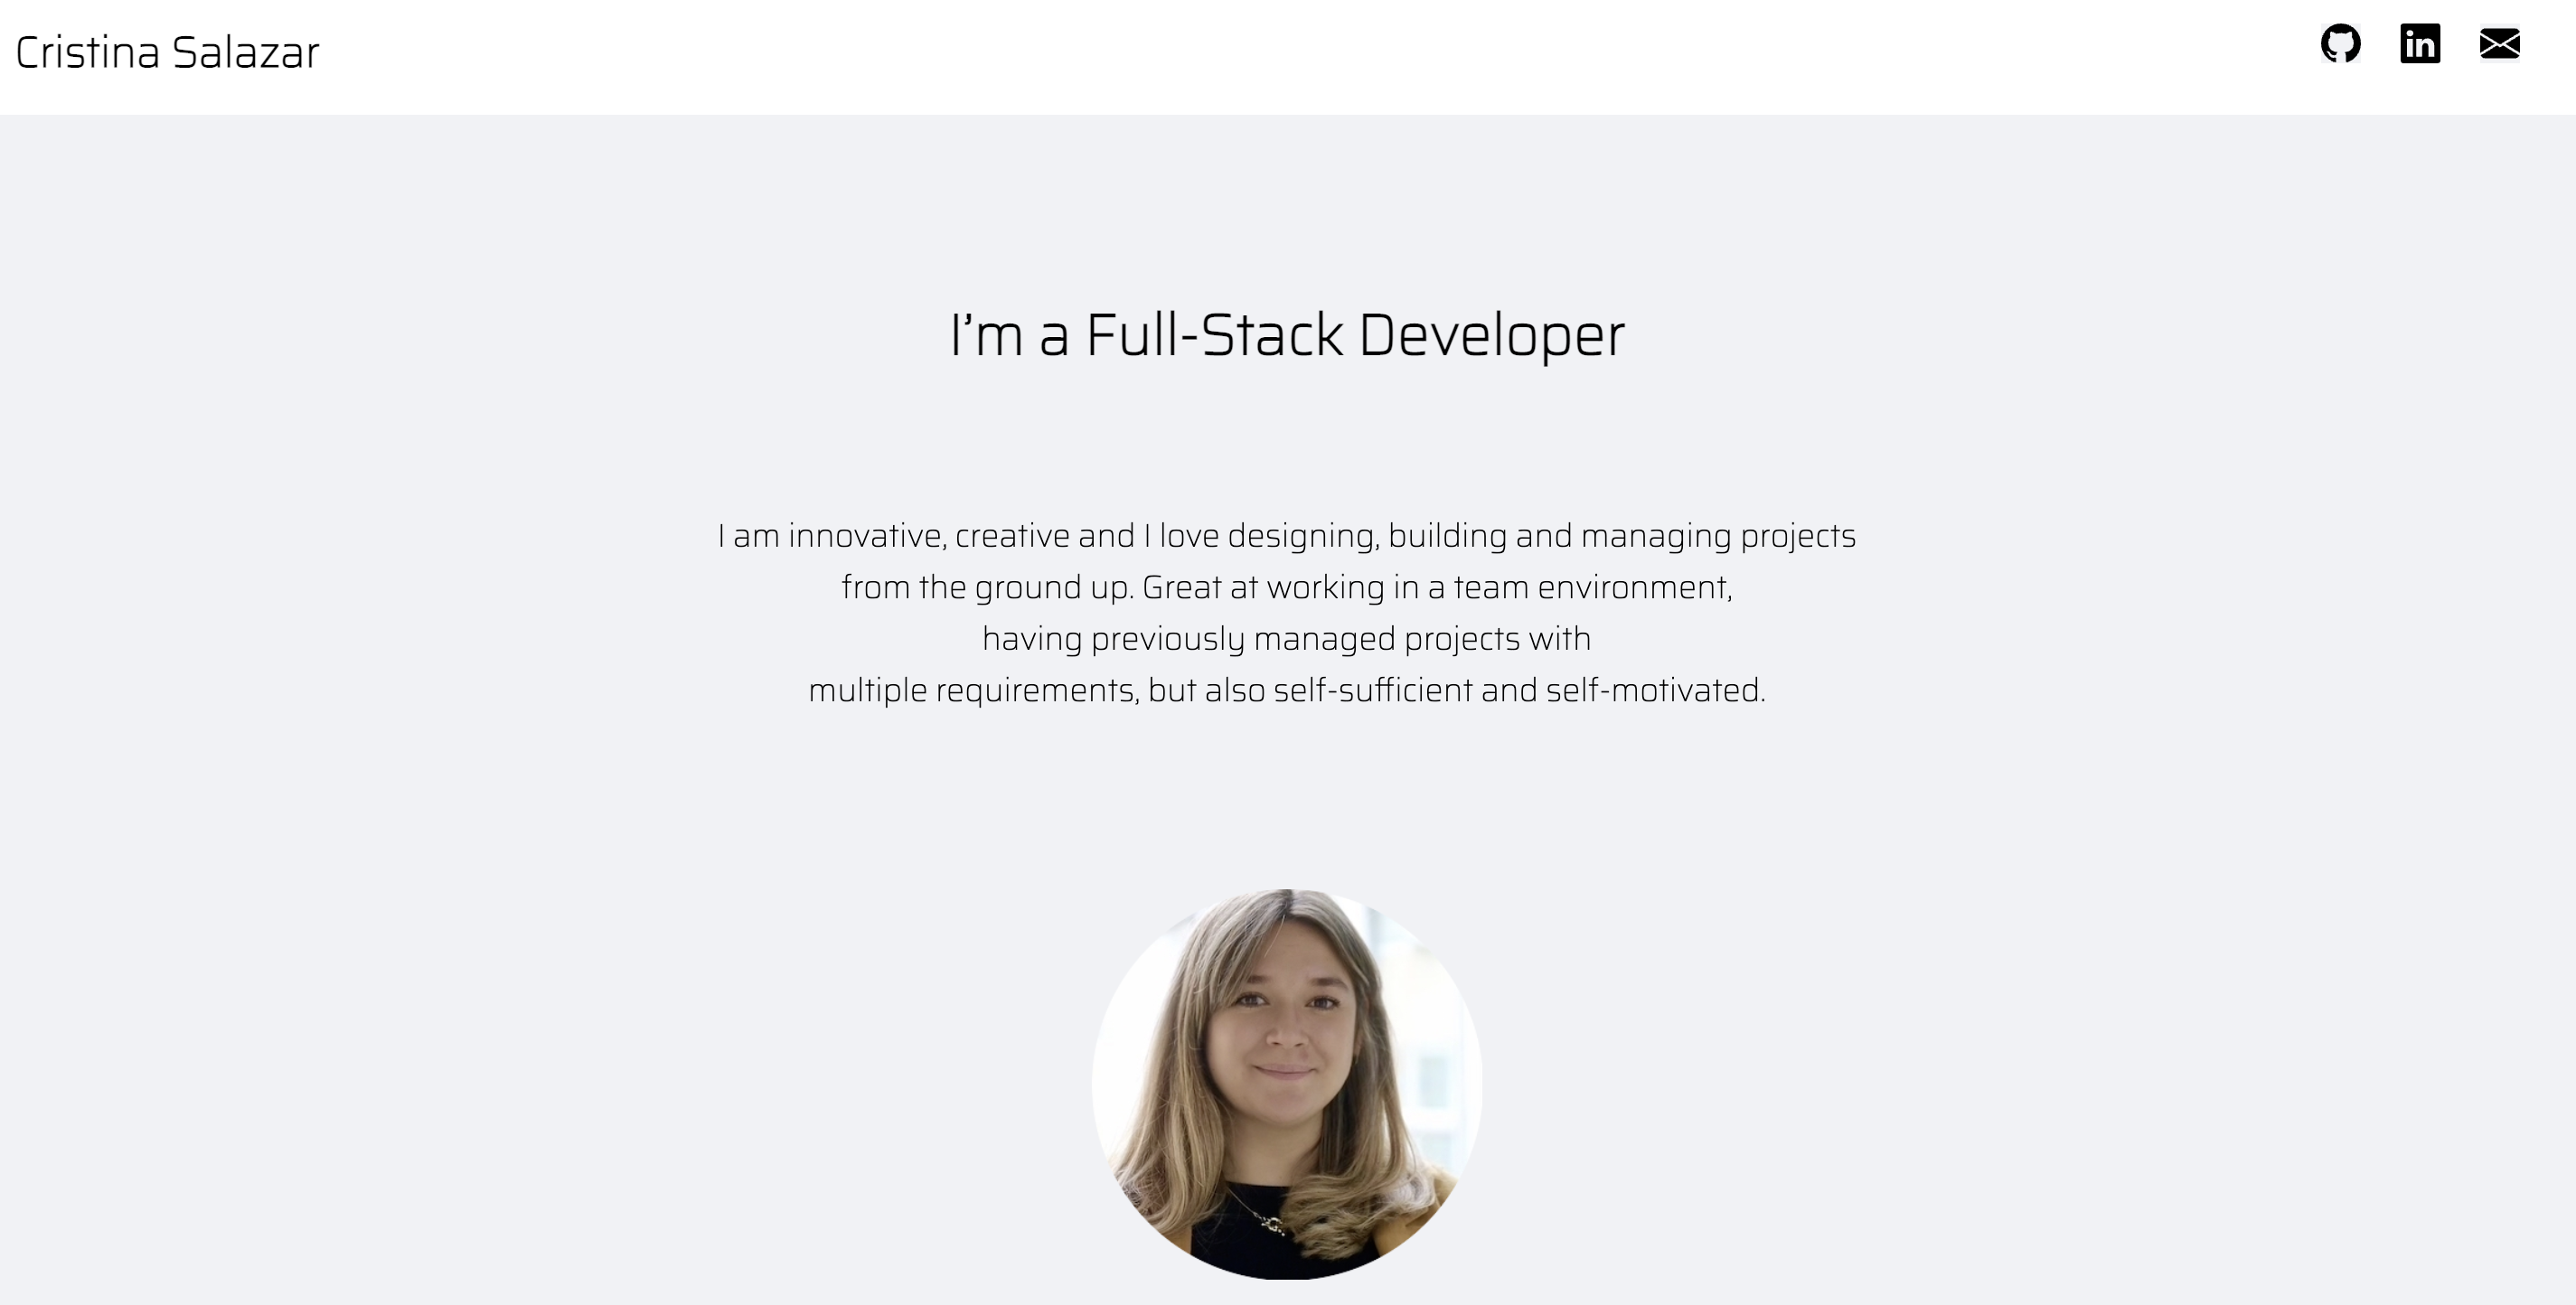 Cristina Salazar
in
I’m a Full-Stack Developer
I am innovative, creative and I love designing, building and managing projects
from the ground up. Great at working in a team environment,
having previously managed projects with
multiple requirements, but also self-sufficient and self-motivated.